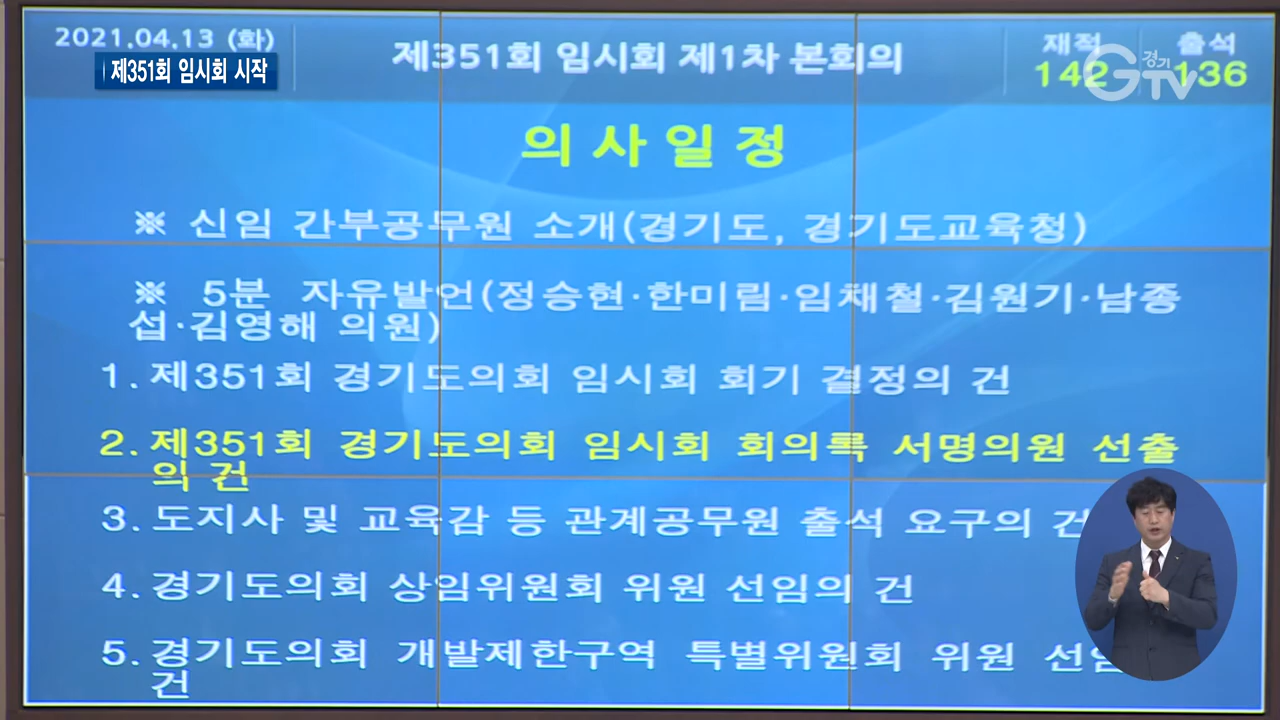 2021.04.13 (화)
제351회 임시회 시작
제351회 임시회 제1차 본회의
재적
142
출석
136
경기
GTV
의사일정
※ 신임 간부공무원 소개(경기도, 경기도교육청)
※ 5분 자유발언(정승현·한미림·임채철·김원기·남종
섭·김영해 의원)
1. 제351회 경기도의회 임시회 회기 결정의 건
2. 제351회 경기도의회 임시회 회의록 서명의원 선출
의 건
3. 도지사 및 교육감 등 관계공무원 출석 요구의 건
4. 경기도의회 상임위원회 위원 선임의 건
5. 경기도의회 개발제한구역 특별위원회 위원 선임
건